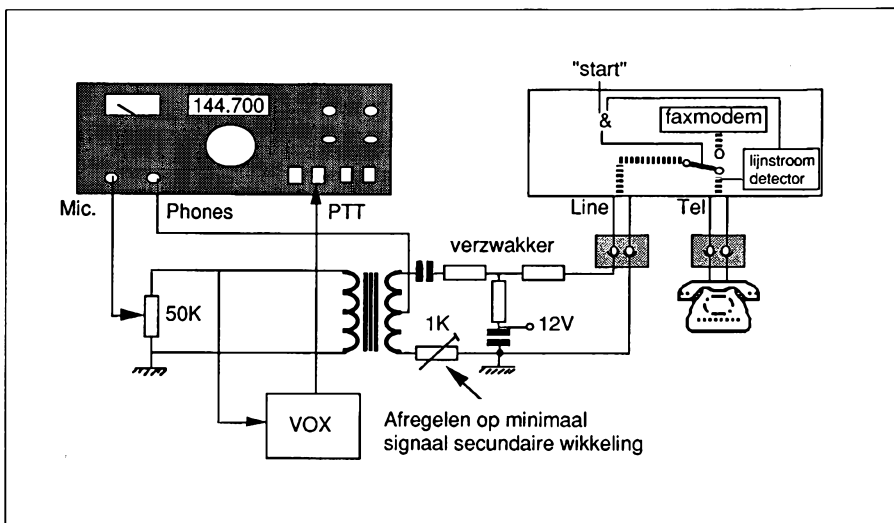 "start"
144.700
&
faxmodem
lijnstroom
detector
Mic.
Phones
PTT
Line
Tel
verzwakker
50K
1K
12V
VOX
Afregelen op minimaal
signaal secundaire wikkeling